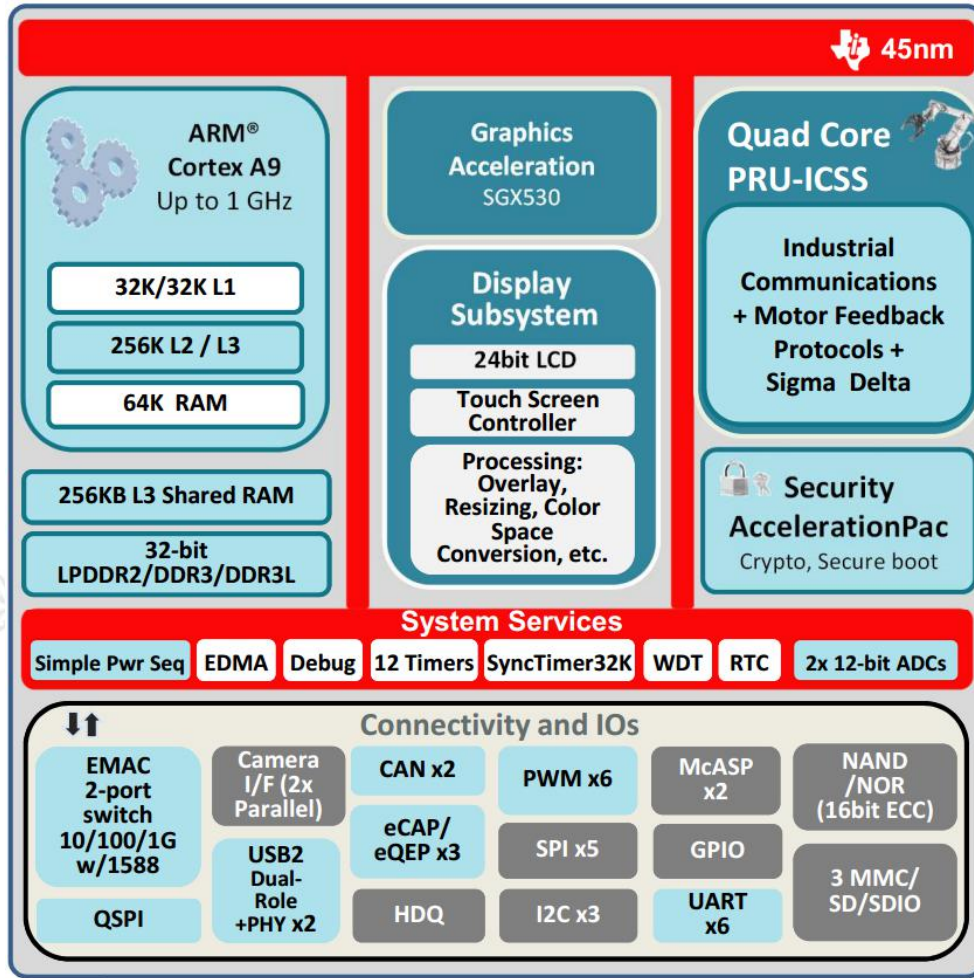 45nm
ARM®
Cortex A9
Up to 1 GHz
32K/32K L1
256K L2 / L3
64K RAM
256KB L3 Shared RAM
32-bit
LPDDR2/DDR3/DDR3L
Graphics
Acceleration
SGX530
Display
Subsystem
24bit LCD
Touch Screen
Controller
Processing:
Overlay,
Resizing, Color
Space
Conversion, etc.
Quad Core
PRU-ICSS
Industrial
Communications
+ Motor Feedback
Protocols +
Sigma Delta
Security
AccelerationPac
Crypto, Secure boot
System Services
Simple Pwr Seq
EDMA
Debug
12 Timers
SyncTimer32K
WDT
RTC
2x 12-bit ADCs
Connectivity and IOs
EMAC
2-port
switch
10/100/1G
w/1588
QSPI
Camera
I/F (2x
Parallel)
USB2
Dual-
Role
+PHY x2
CAN x2
eCAP/
eQEP x3
HDQ
PWM x6
SPI x5
I2C x3
McASP
x2
GPIO
UART
x6
NAND
/NOR
(16bit ECC)
3 MMC/
SD/SDIO